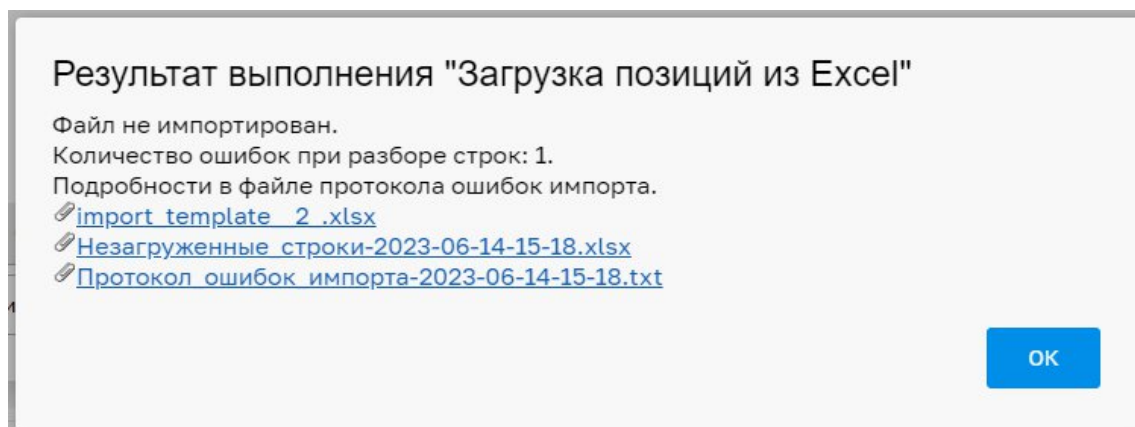 Результат выполнения "Загрузка позиций из Excel"
Файл не импортирован.
Количество ошибок при разборе строк: 1.
Подробности в файле протокола ошибок импорта.
import_template__2_.xlsx
Незагруженные_строки-2023-06-14-15-18.xlsx
Протокол_ошибок_импорта-2023-06-14-15-18.txt
ОК